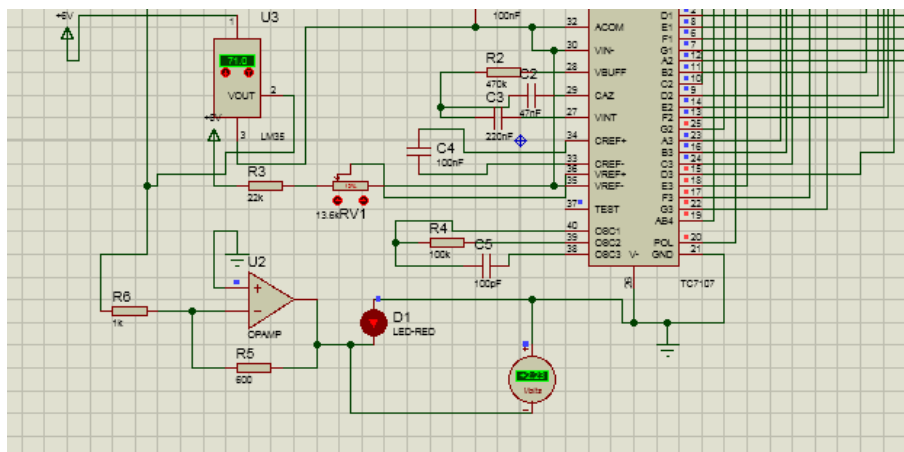 +5V
U3
1
71.0
VOUT
2
3
LM35
R3
22k
13.6k
RV1
100nF
R2
470k
C2
47nF
C3
220nF
C4
100nF
R4
100k
C5
100pF
32
30
28
29
27
34
33
36
35
37
40
39
38
ACOM
VIN-
VBUFF
CAZ
VINT
CREF+
CREF-
VREF+
VREF-
TEST
OSC1
OSC2
OSC3
V-
26
D1
E1
F1
G1
A2
B2
C2
D2
E2
F2
G2
A3
B3
C3
D3
E3
F3
G3
AB4
POL
GND
8
6
7
12
11
10
9
14
13
25
23
16
24
15
18
17
22
19
20
21
TC7107
U2
+
-
OPAMP
R6
1k
R5
600
D1
LED-RED
+
Volts
-